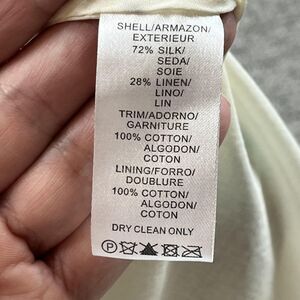 SHELL/ARMAZON/
EXTERIEUR
72% SILK/
SEDA/
SOIE
28% LINEN/
LINO/
LIN
TRIM/ADORNO/
GARNITURE
100% COTTON/
ALGODON/
COTON
LINING/FORRO/
DOUBLURE
100% COTTON/
ALGODON/
COTON
DRY CLEAN ONLY
P